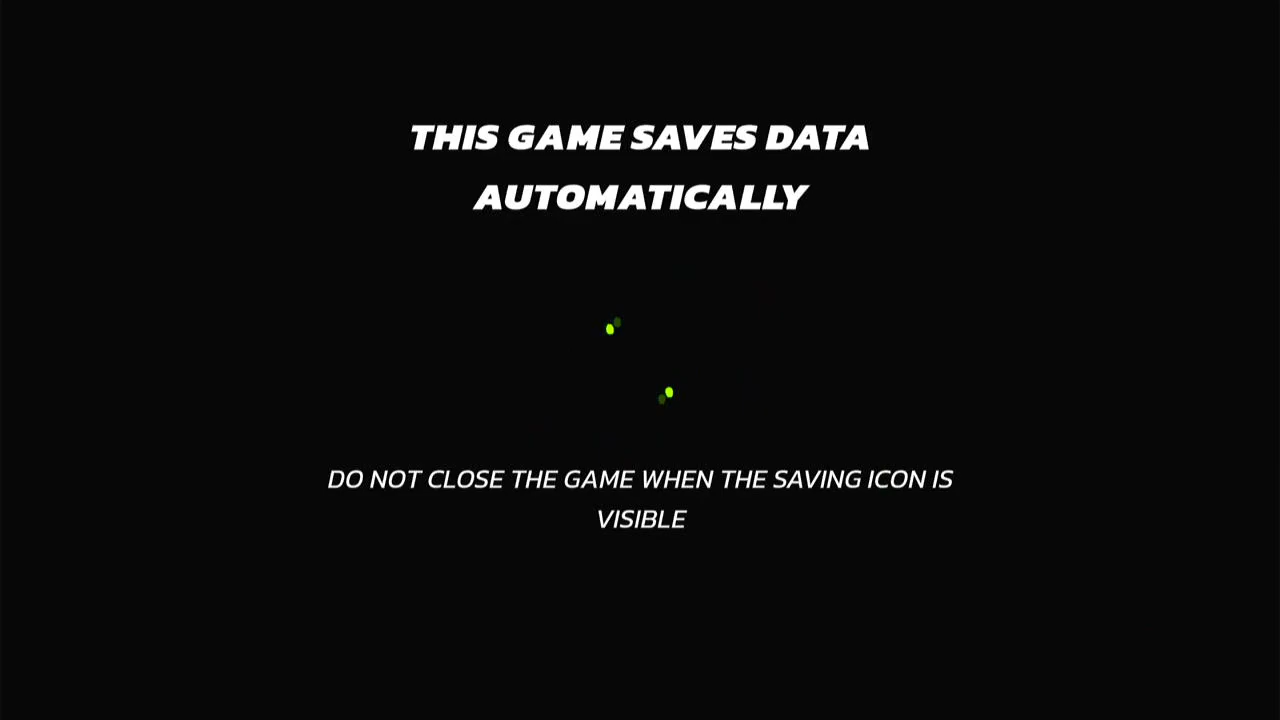 THIS GAME SAVES DATA
AUTOMATICALLY
DO NOT CLOSE THE GAME WHEN THE SAVING ICON IS
VISIBLE